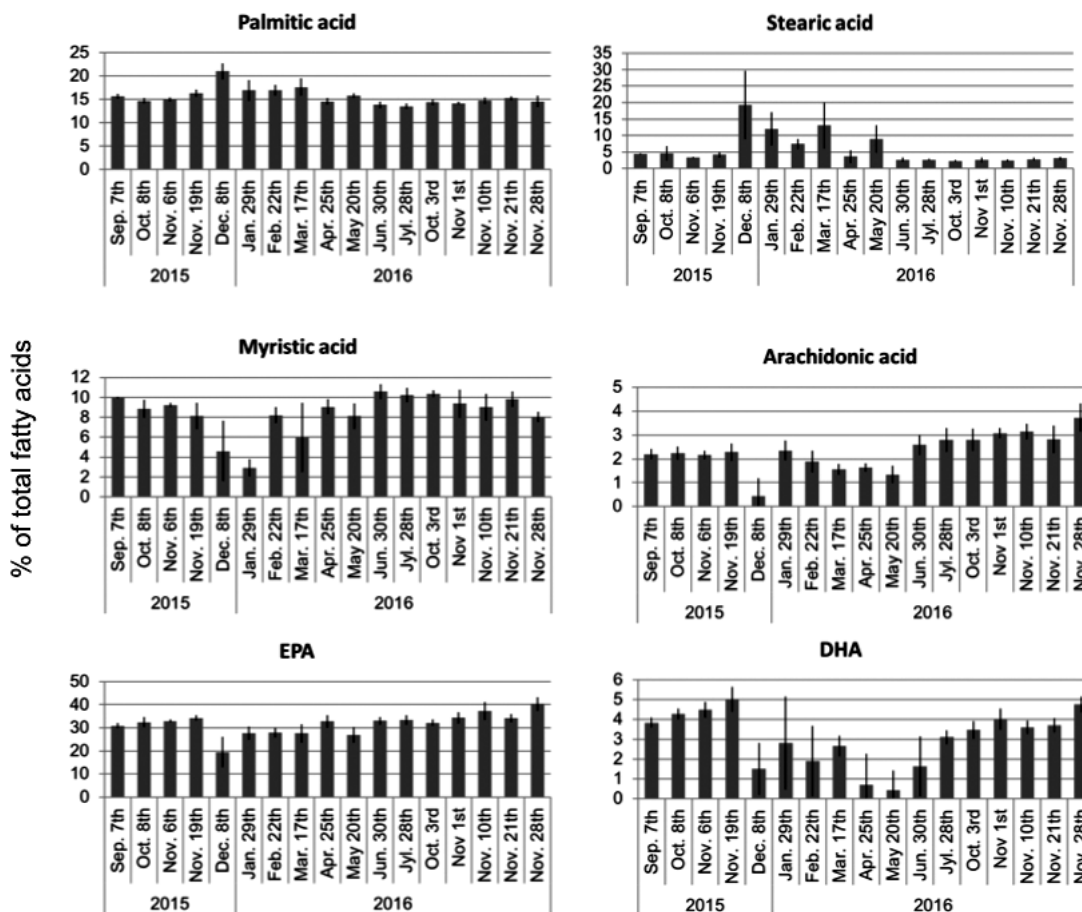 Palmitic acid
25
20
15
10
5
0
Sep. 7th
Oct. 8th
Nov. 6th
Nov. 19th
Dec. 8th
Jan. 29th
Feb. 22th
Mar. 17th
Apr. 25th
May 20th
Jun. 30th
Jyl. 28th
Oct. 3rd
Nov 1st
Nov. 10th
Nov. 21th
Nov. 28th
2015
2016
Stearic acid
35
30
25
20
15
10
5
0
Sep. 7th
Oct. 8th
Nov. 6th
Nov. 19th
Dec. 8th
Jan. 29th
Feb. 22th
Mar. 17th
Apr. 25th
May 20th
Jun. 30th
Jyl. 28th
Oct. 3rd
Nov 1st
Nov. 10th
Nov. 21th
Nov. 28th
2015
2016
% of total fatty acids
Myristic acid
12
10
8
6
4
2
0
Sep. 7th
Oct. 8th
Nov. 6th
Nov. 19th
Dec. 8th
Jan. 29th
Feb. 22th
Mar. 17th
Apr. 25th
May 20th
Jun. 30th
Jyl. 28th
Oct. 3rd
Nov 1st
Nov. 10th
Nov. 21th
Nov. 28th
2015
2016
Arachidonic acid
5
4
3
2
1
0
Sep. 7th
Oct. 8th
Nov. 6th
Nov. 19th
Dec. 8th
Jan. 29th
Feb. 22th
Mar. 17th
Apr. 25th
May 20th
Jun. 30th
Jyl. 28th
Oct. 3rd
Nov 1st
Nov. 10th
Nov. 21th
Nov. 28th
2015
2016
EPA
50
40
30
20
10
0
Sep. 7th
Oct. 8th
Nov. 6th
Nov. 19th
Dec. 8th
Jan. 29th
Feb. 22th
Mar. 17th
Apr. 25th
May 20th
Jun. 30th
Jyl. 28th
Oct. 3rd
Nov 1st
Nov. 10th
Nov. 21th
Nov. 28th
2015
2016
DHA
6
5
4
3
2
1
0
Sep. 7th
Oct. 8th
Nov. 6th
Nov. 19th
Dec. 8th
Jan. 29th
Feb. 22th
Mar. 17th
Apr. 25th
May 20th
Jun. 30th
Jyl. 28th
Oct. 3rd
Nov 1st
Nov. 10th
Nov. 21th
Nov. 28th
2015
2016